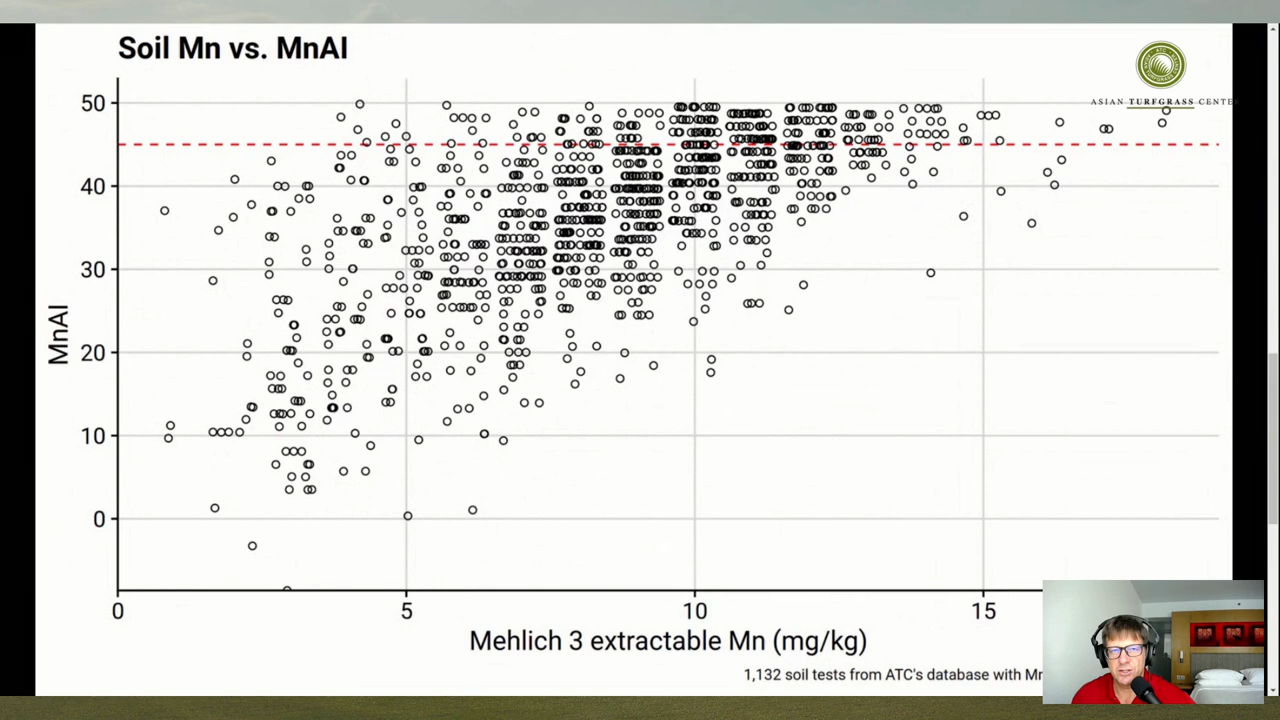 Soil Mn vs. MnAI
ASIAN TURFGRASS CENTER
50
40
30
20
10
0
MnAI
0
5
10
15
Mehlich 3 extractable Mn (mg/kg)
1,132 soil tests from ATC's database with